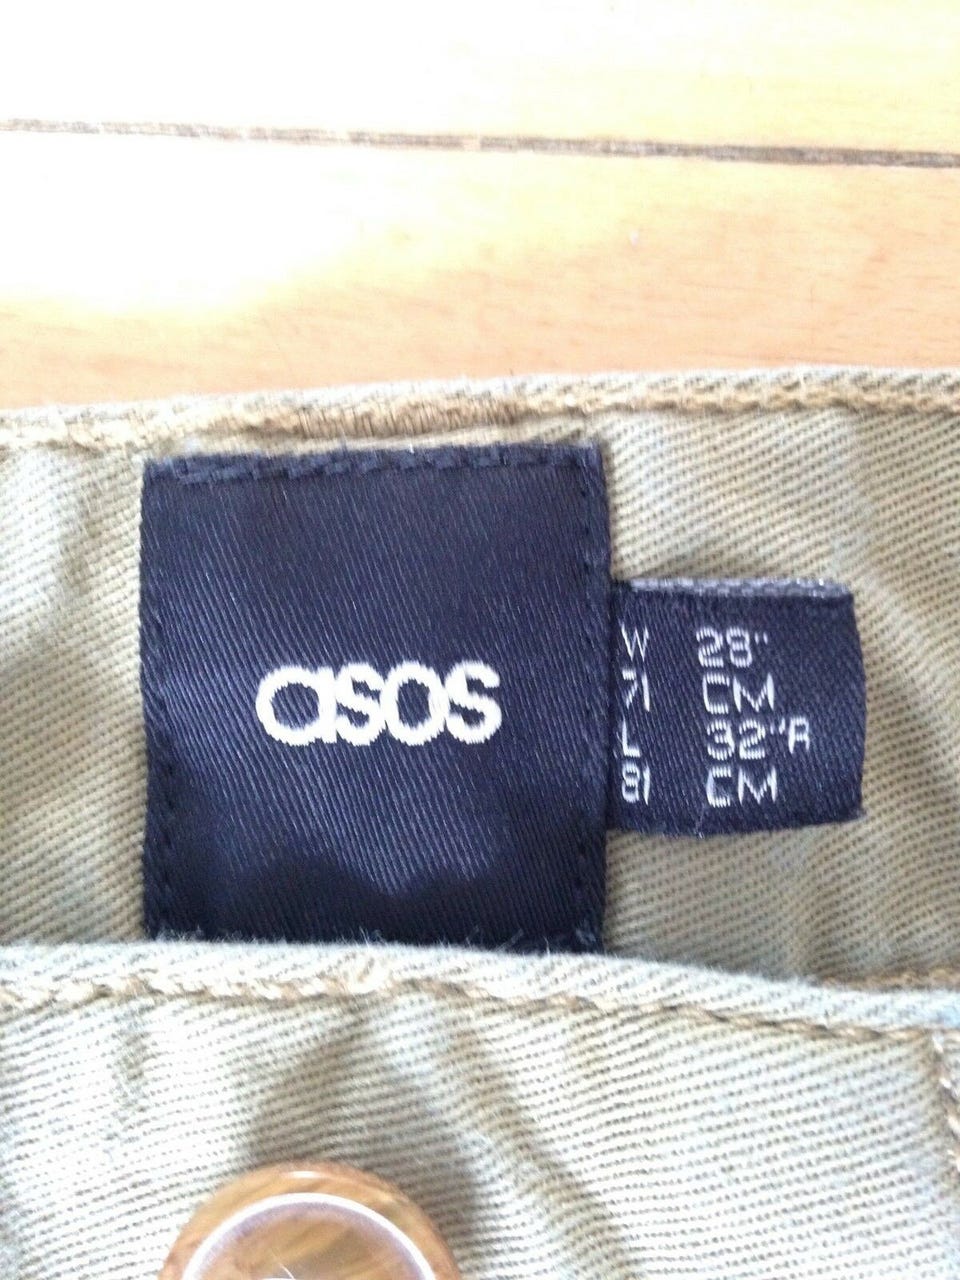 asos
W 28"
71 CM
L 32"R
81 CM